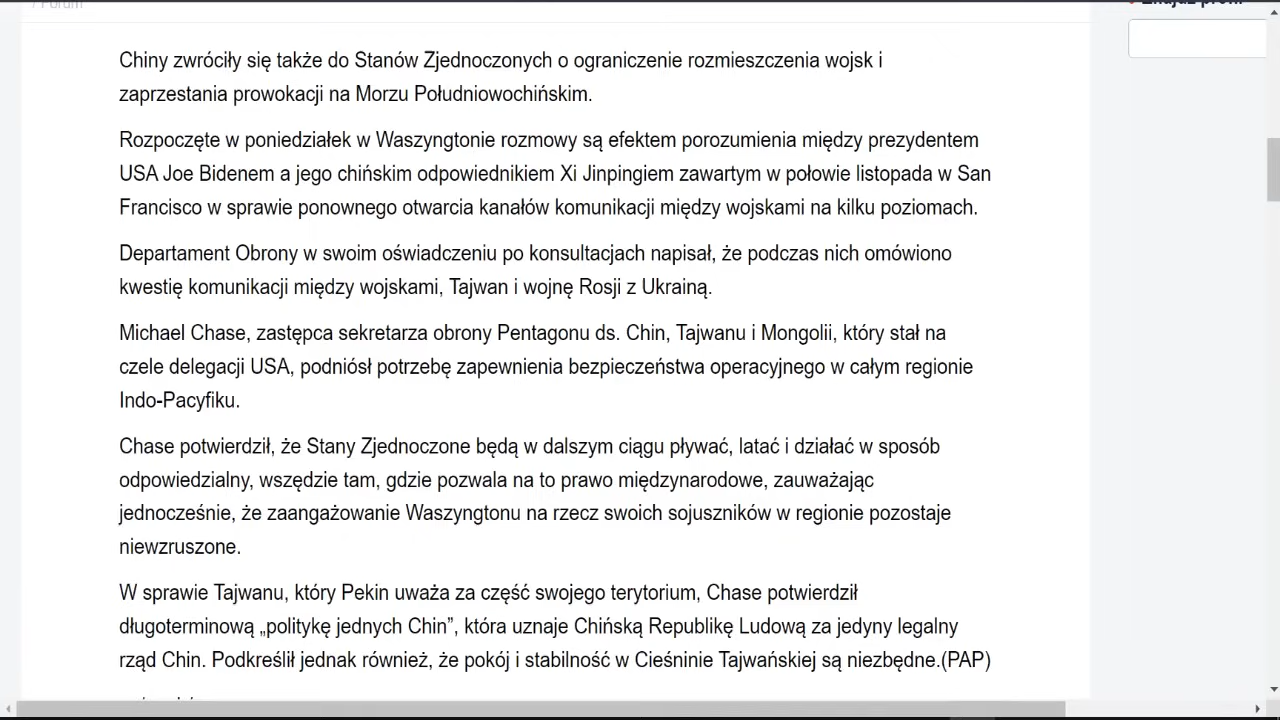 / Forum
Chiny zwróciły się także do Stanów Zjednoczonych o ograniczenie rozmieszczenia wojsk i
zaprzestania prowokacji na Morzu Południowochińskim.
Rozpoczęte w poniedziałek w Waszyngtonie rozmowy są efektem porozumienia między prezydentem
USA Joe Bidenem a jego chińskim odpowiednikiem Xi Jinpingiem zawartym w połowie listopada w San
Francisco w sprawie ponownego otwarcia kanałów komunikacji między wojskami na kilku poziomach.
Departament Obrony w swoim oświadczeniu po konsultacjach napisał, że podczas nich omówiono
kwestię komunikacji między wojskami, Tajwan i wojnę Rosji z Ukrainą.
Michael Chase, zastępca sekretarza obrony Pentagonu ds. Chin, Tajwanu i Mongolii, który stał na
czele delegacji USA, podniósł potrzebę zapewnienia bezpieczeństwa operacyjnego w całym regionie
Indo-Pacyfiku.
Chase potwierdził, że Stany Zjednoczone będą w dalszym ciągu pływać, latać i działać w sposób
odpowiedzialny, wszędzie tam, gdzie pozwala na to prawo międzynarodowe, zauważając
jednocześnie, że zaangażowanie Waszyngtonu na rzecz swoich sojuszników w regionie pozostaje
niewzruszone.
W sprawie Tajwanu, który Pekin uważa za część swojego terytorium, Chase potwierdził
długoterminową „politykę jednych Chin”, która uznaje Chińską Republikę Ludową za jedyny legalny
rząd Chin. Podkreślił jednak również, że pokój i stabilność w Cieśninie Tajwańskiej są niezbędne.(PAP)